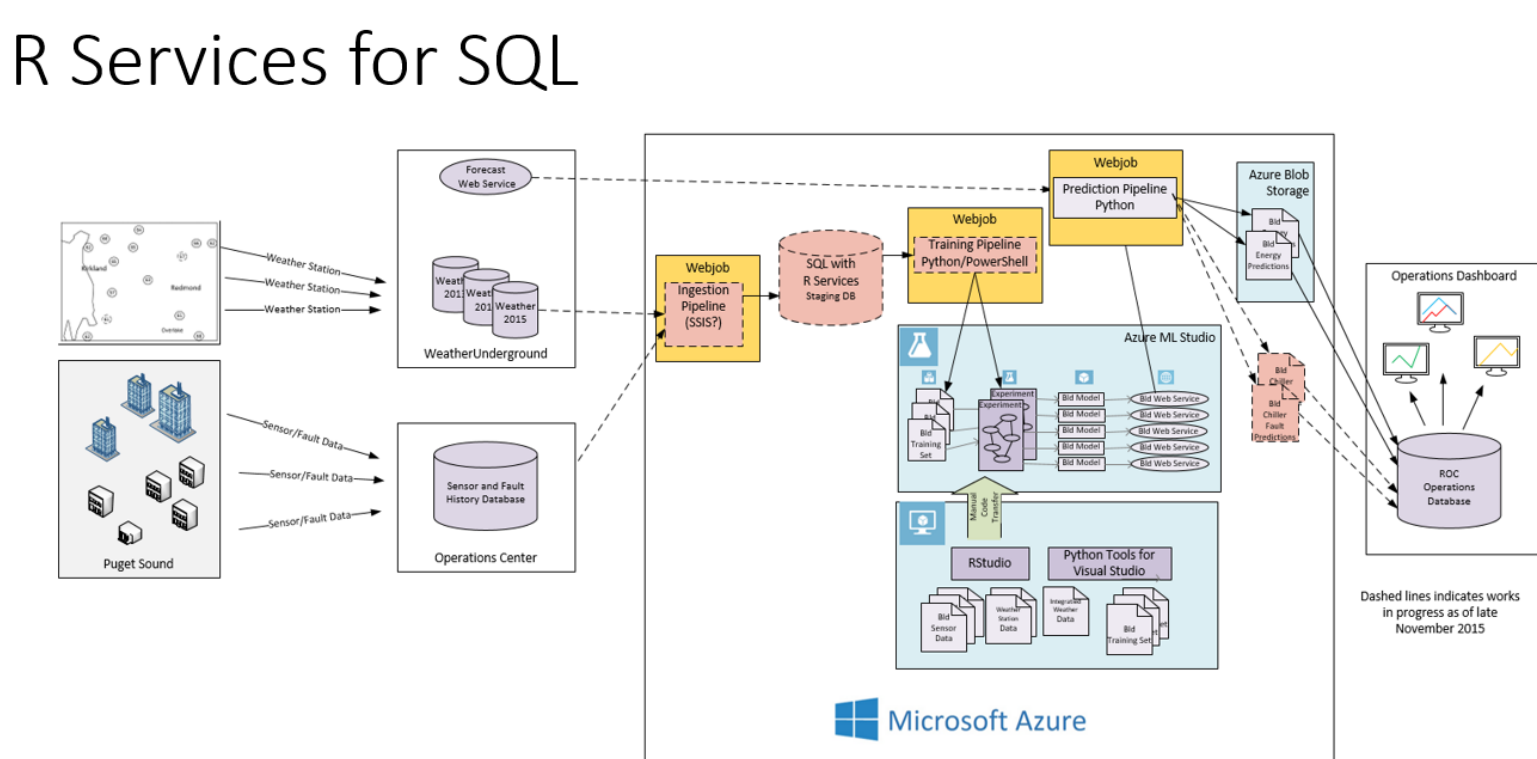 R Services for SQL
Forecast
Web Service
Weather Station
Weather Station
Weather Station
Kirkland
Redmond
Overlake
Weather
2015
WeatherUnderground
Sensor/Fault Data
Sensor/Fault Data
Sensor/Fault Data
Puget Sound
Sensor and Fault
History Database
Operations Center
Webjob
Ingestion
Pipeline
(SSIS?)
SQL with
R Services
Staging DB
Webjob
Training Pipeline
Python/PowerShell
Webjob
Prediction Pipeline
Python
Azure Blob
Storage
Bld
Bld
Energy
Predictions
Azure ML Studio
Bld
Training
Set
Experiment
Experiment
Bld Model
Bld Web Service
Bld Model
Bld Web Service
Bld Model
Bld Web Service
Bld Model
Bld Web Service
Bld Model
Bld Web Service
Manual
Code
Transfer
RStudio
Python Tools for
Visual Studio
Bld
Sensor
Data
Weather
Station
Data
Integrated
Weather
Data
Bld
Training Set
Bld
Chiller
Bld
Chiller
Fault
Predictions
Operations Dashboard
ROC
Operations
Database
Dashed lines indicates works
in progress as of late
November 2015
Microsoft Azure